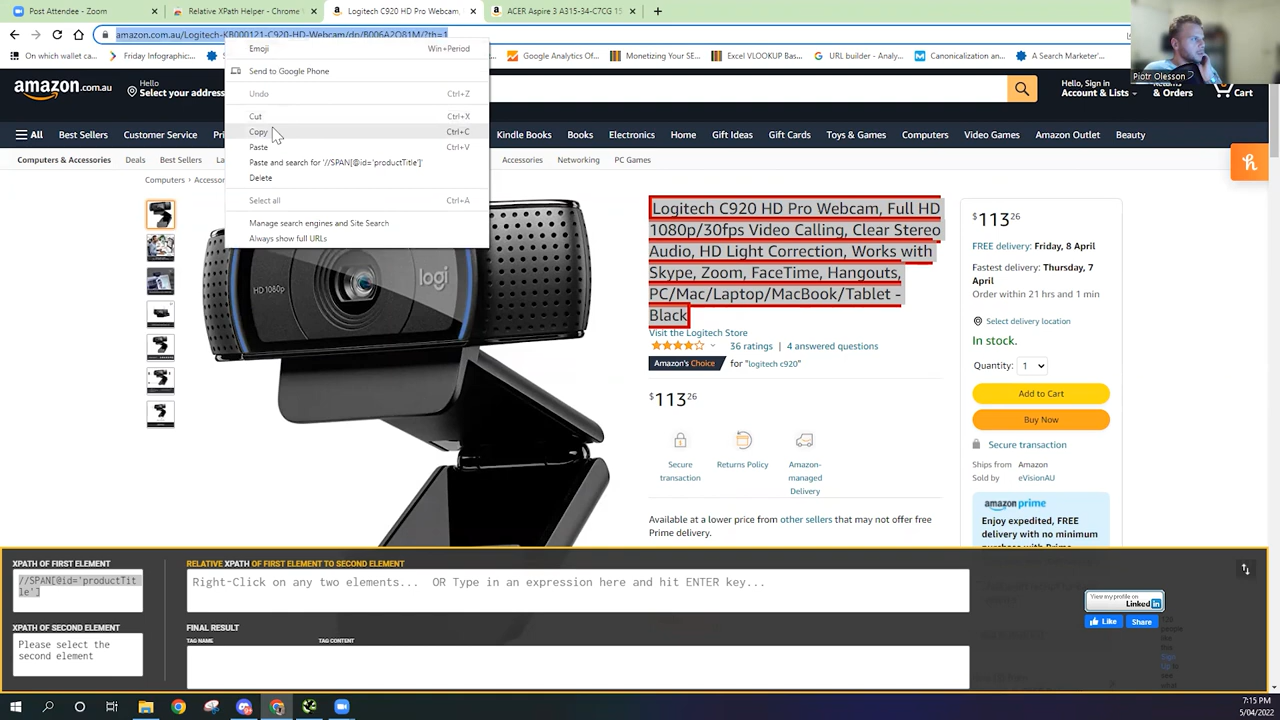 Post Attendee - Zoom
Relative XPath Helper - Chrome
Logitech C920 HD Pro Webcam,
ACER Aspire 3 A315-34-C7CG 15
amazon.com.au/Logitech-KB000121-C920-HD-Webcam/dp/B006A2Q81M/?th=1
On which wallet ca...
Friday Infographic:...
Google Analytics Of...
Monetizing Your SE...
Excel VLOOKUP Bas...
URL builder - Analy...
Canonicalization an...
A Search Marketer'...
Piotr Olesson
Emoji Win+Period
Send to Google Phone
Undo Ctrl+Z
Cut Ctrl+X
Copy Ctrl+C
Paste Ctrl+V
Paste and search for '//SPAN[@id='productTitle']'
Delete
Select all Ctrl+A
Manage search engines and Site Search
Always show full URLs
amazon.com.au
Hello
Select your address
Hello, Sign in
Account & Lists
& Orders
Cart
All
Best Sellers
Customer Service
Kindle Books
Books
Electronics
Home
Gift Ideas
Gift Cards
Computers
Video Games
Amazon Outlet
Beauty
Computers & Accessories
Deals
Best Sellers
Accessories
Networking
PC Games
Computers
HD 1080p
logi
Logitech C920 HD Pro Webcam, Full HD
1080p/30fps Video Calling, Clear Stereo
Audio, HD Light Correction, Works with
Skype, Zoom, FaceTime, Hangouts,
PC/Mac/Laptop/MacBook/Tablet -
Black
Visit the Logitech Store
36 ratings | 4 answered questions
Amazon's Choice for "logitech c920"
$113 26
Secure
transaction
Returns Policy
Amazon-
managed
Delivery
Available at a lower price from other sellers that may not offer free
Prime delivery.
$113 26
FREE delivery: Friday, 8 April
Fastest delivery: Thursday, 7
April
Order within 21 hrs and 1 min
Select delivery location
In stock.
Quantity: 1
Add to Cart
Buy Now
Secure transaction
Ships from Amazon
Sold by eVisionAU
amazon prime
Enjoy expedited, FREE
delivery with no minimum
XPATH OF FIRST ELEMENT
//SPAN[@id='productTit
le']
XPATH OF SECOND ELEMENT
Please select the
second element
RELATIVE XPATH OF FIRST ELEMENT TO SECOND ELEMENT
Right-Click on any two elements... OR Type in an expression here and hit ENTER key...
FINAL RESULT
TAG NAME TAG CONTENT
View my profile on
LinkedIn
Like
Share
people
like
this.
7:15 PM
5/04/2022